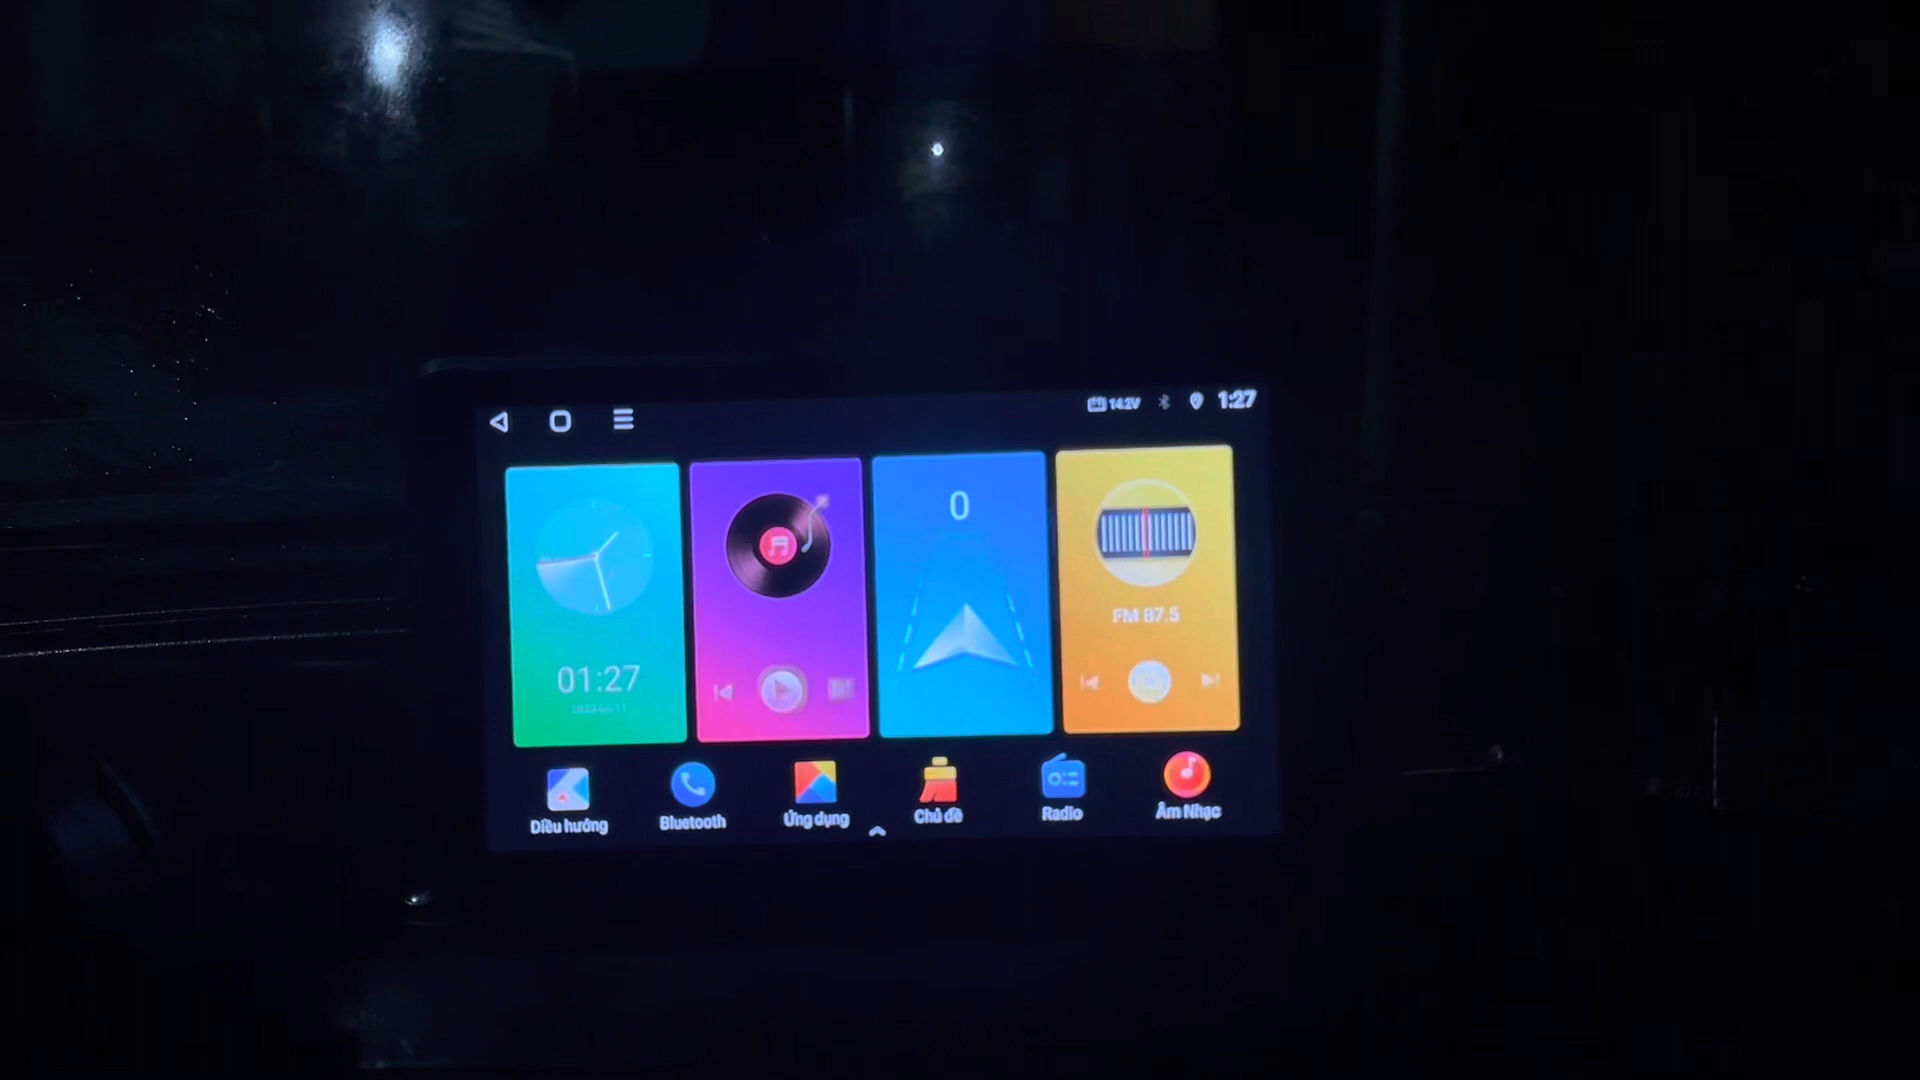 14.2V 1:27
0
FM 87.5
01:27
Điều hướng Bluetooth Ứng dụng Chủ đề Radio Âm Nhạc